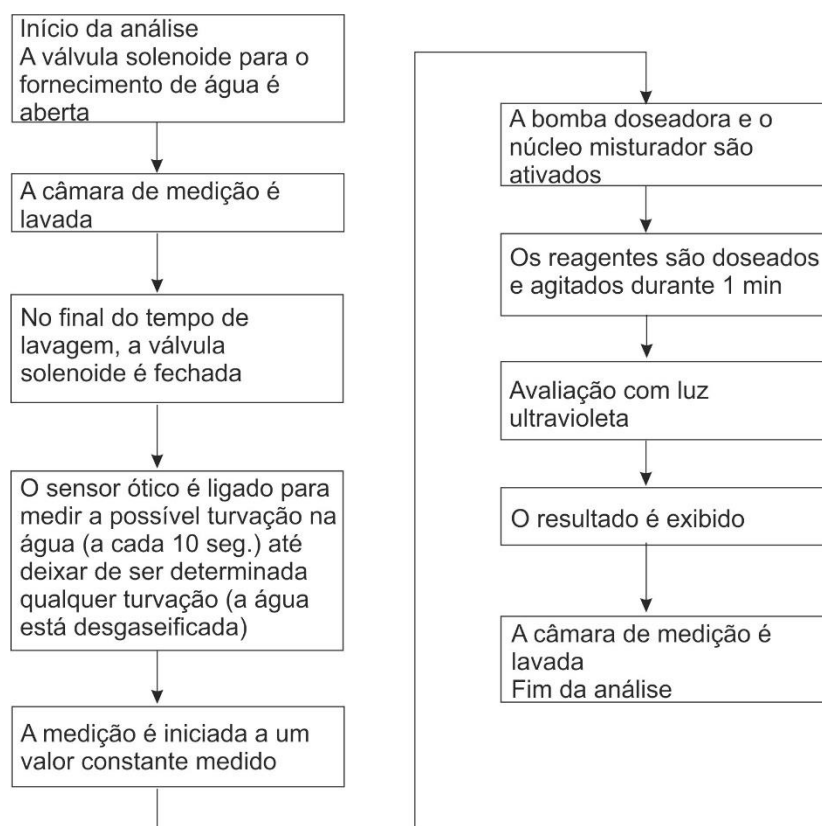 Início da análise
A válvula solenoide para o
fornecimento de água é
aberta
A câmara de medição é
lavada
No final do tempo de
lavagem, a válvula
solenoide é fechada
O sensor ótico é ligado para
medir a possível turvação na
água (a cada 10 seg.) até
deixar de ser determinada
qualquer turvação (a água
está desgaseificada)
A medição é iniciada a um
valor constante medido
A bomba doseadora e o
núcleo misturador são
ativados
Os reagentes são doseados
e agitados durante 1 min
Avaliação com luz
ultravioleta
O resultado é exibido
A câmara de medição é
lavada
Fim da análise